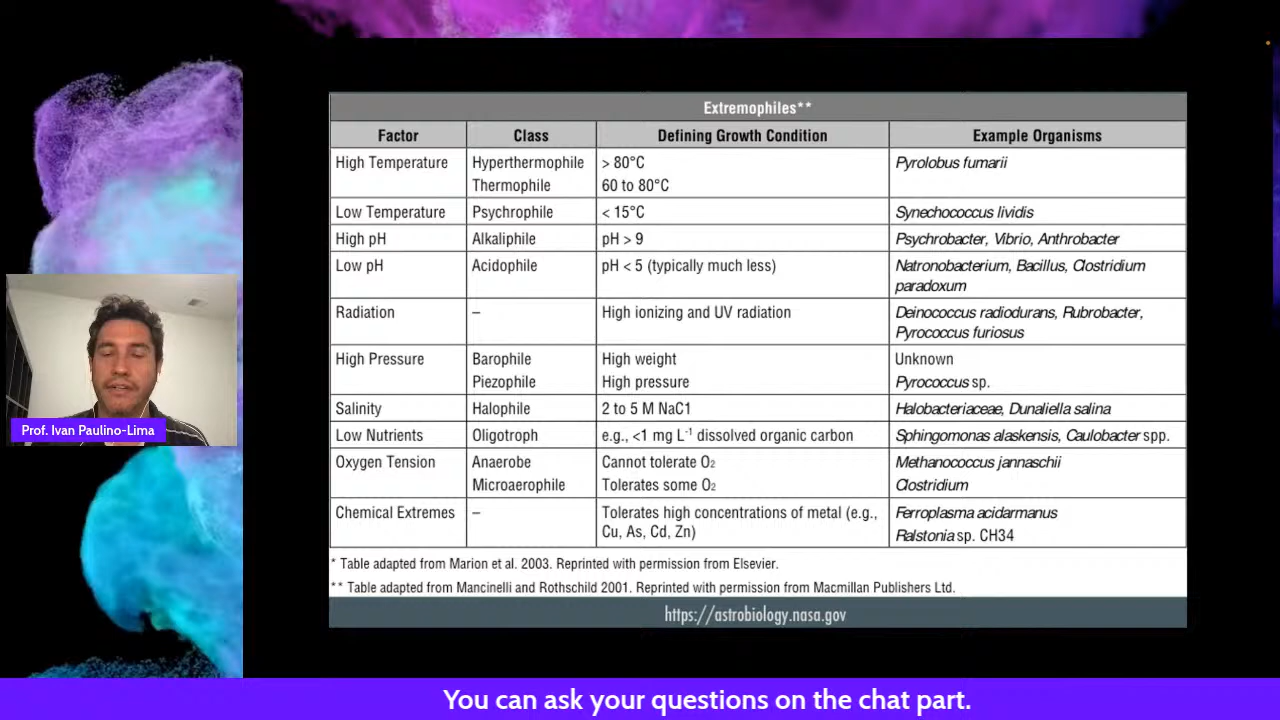 Extremophiles**
Factor Class Defining Growth Condition Example Organisms
High Temperature Hyperthermophile > 80°C Pyrolobus fumarii
Thermophile 60 to 80°C
Low Temperature Psychrophile < 15°C Synechococcus lividis
High pH Alkaliphile pH > 9 Psychrobacter, Vibrio, Anthrobacter
Low pH Acidophile pH < 5 (typically much less) Natronobacterium, Bacillus, Clostridium
paradoxum
Radiation – High ionizing and UV radiation Deinococcus radiodurans, Rubrobacter,
Pyrococcus furiosus
High Pressure Barophile High weight Unknown
Piezophile High pressure Pyrococcus sp.
Salinity Halophile 2 to 5 M NaC1 Halobacteriaceae, Dunaliella salina
Low Nutrients Oligotroph e.g., <1 mg L⁻¹ dissolved organic carbon Sphingomonas alaskensis, Caulobacter spp.
Oxygen Tension Anaerobe Cannot tolerate O₂ Methanococcus jannaschii
Microaerophile Tolerates some O₂ Clostridium
Chemical Extremes – Tolerates high concentrations of metal (e.g., Ferroplasma acidarmanus
Cu, As, Cd, Zn) Ralstonia sp. CH34
* Table adapted from Marion et al. 2003. Reprinted with permission from Elsevier.
** Table adapted from Mancinelli and Rothschild 2001. Reprinted with permission from Macmillan Publishers Ltd.
https://astrobiology.nasa.gov
Prof. Ivan Paulino-Lima
You can ask your questions on the chat part.